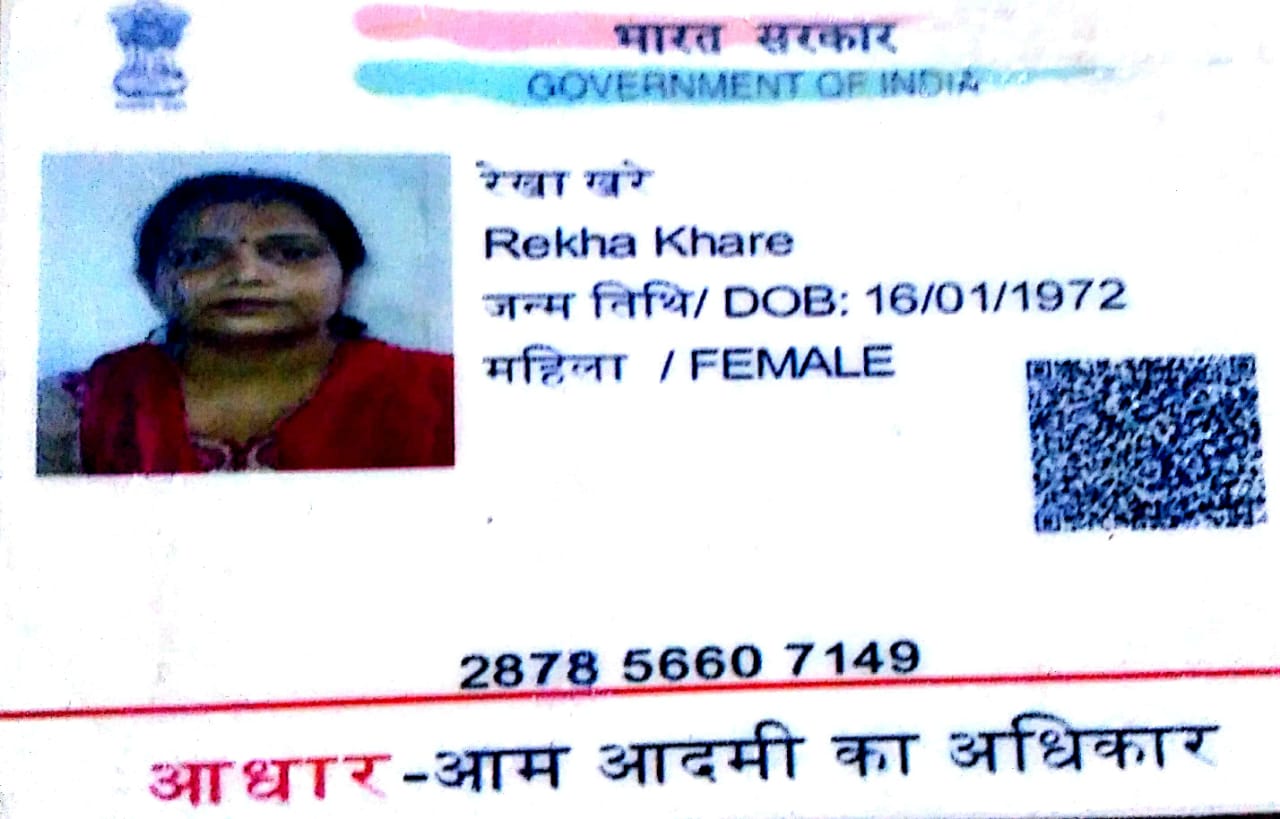 भारत सरकार
GOVERNMENT OF INDIA
रेखा खरे
Rekha Khare
जन्म तिथि/ DOB: 16/01/1972
महिला / FEMALE
2878 5660 7149
आधार-आम आदमी का अधिकार